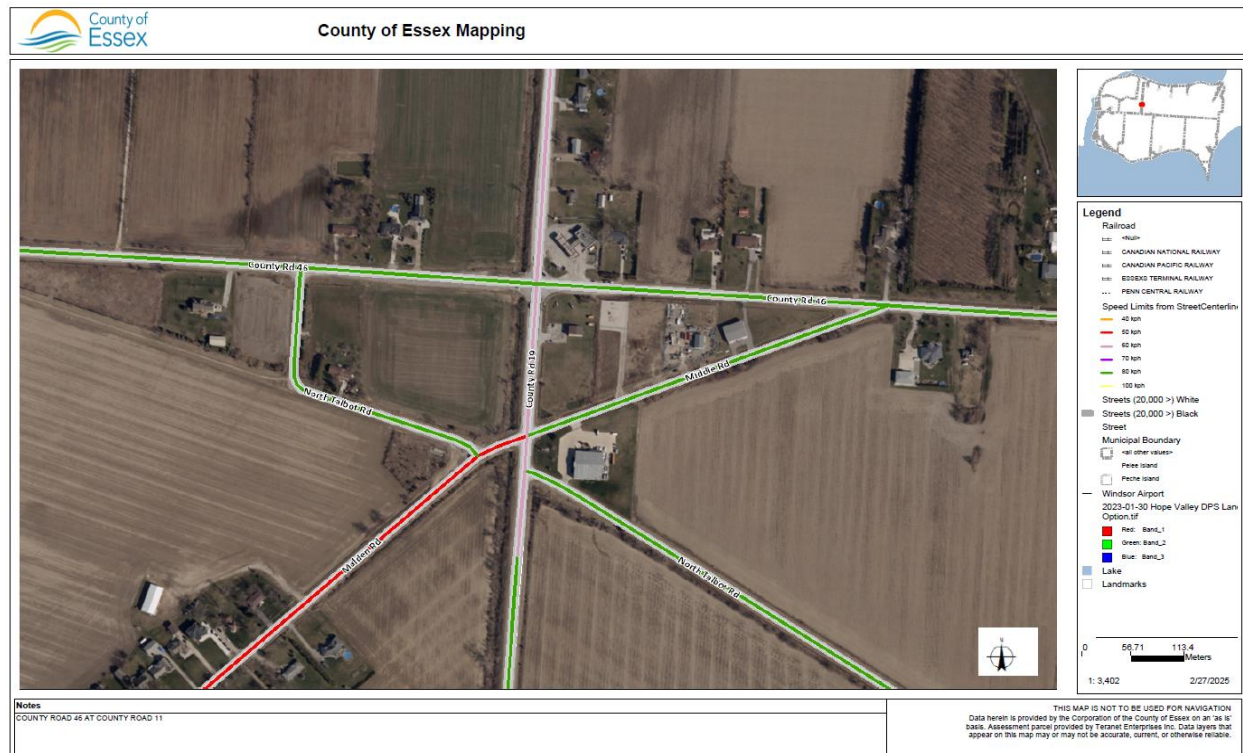 County of
Essex
County of Essex Mapping
County Rd 46
County Rd 46
County Rd 19
Middle Rd
North Talbot Rd
Malden Rd
North Talbot Rd
N
Legend
Railroad
<Null>
CANADIAN NATIONAL RAILWAY
CANADIAN PACIFIC RAILWAY
ESSEX TERMINAL RAILWAY
PENN CENTRAL RAILWAY
Speed Limits from StreetCenterline
40 kph
50 kph
60 kph
70 kph
80 kph
100 kph
Streets (20,000 >) White
Streets (20,000 >) Black
Street
Municipal Boundary
<all other values>
Pelee Island
Peche Island
Windsor Airport
2023-01-30 Hope Valley DPS Land
Option.tif
Red: Band_1
Green: Band_2
Blue: Band_3
Lake
Landmarks
0 56.71 113.4
Meters
1: 3,402 2/27/2025
Notes
COUNTY ROAD 46 AT COUNTY ROAD 11
THIS MAP IS NOT TO BE USED FOR NAVIGATION
Data herein is provided by the Corporation of the County of Essex on an 'as is'
basis. Assessment parcel provided by Teranet Enterprises Inc. Data layers that
appear on this map may or may not be accurate, current, or otherwise reliable.